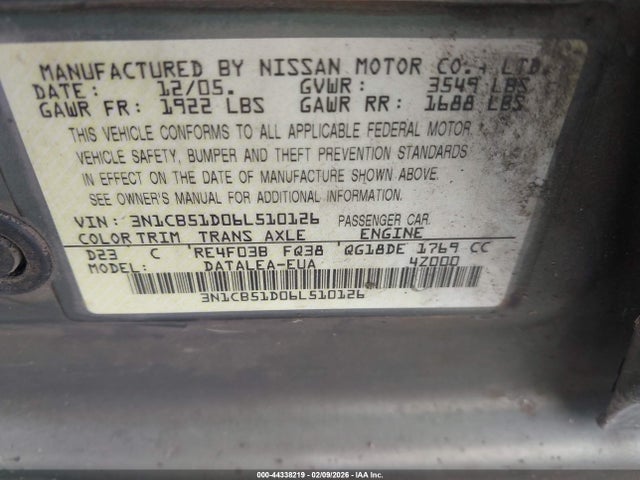 MANUFACTURED BY NISSAN MOTOR CO., LTD.
DATE: 12/05. GVWR: 3549 LBS
GAWR FR: 1922 LBS GAWR RR: 1688 LBS
THIS VEHICLE CONFORMS TO ALL APPLICABLE FEDERAL MOTOR
VEHICLE SAFETY, BUMPER AND THEFT PREVENTION STANDARDS
IN EFFECT ON THE DATE OF MANUFACTURE SHOWN ABOVE.
SEE OWNER'S MANUAL FOR ADDITIONAL INFORMATION.
VIN: 3N1CB51D06L510126 PASSENGER CAR
COLOR TRIM TRANS AXLE ENGINE
D23 C RE4F03B FQ38 QG18DE 1769 CC
MODEL: DATALEA-EUA 4Z000
3N1CB51D06L510126
000-44338219 - 02/09/2026 - IAA, Inc.